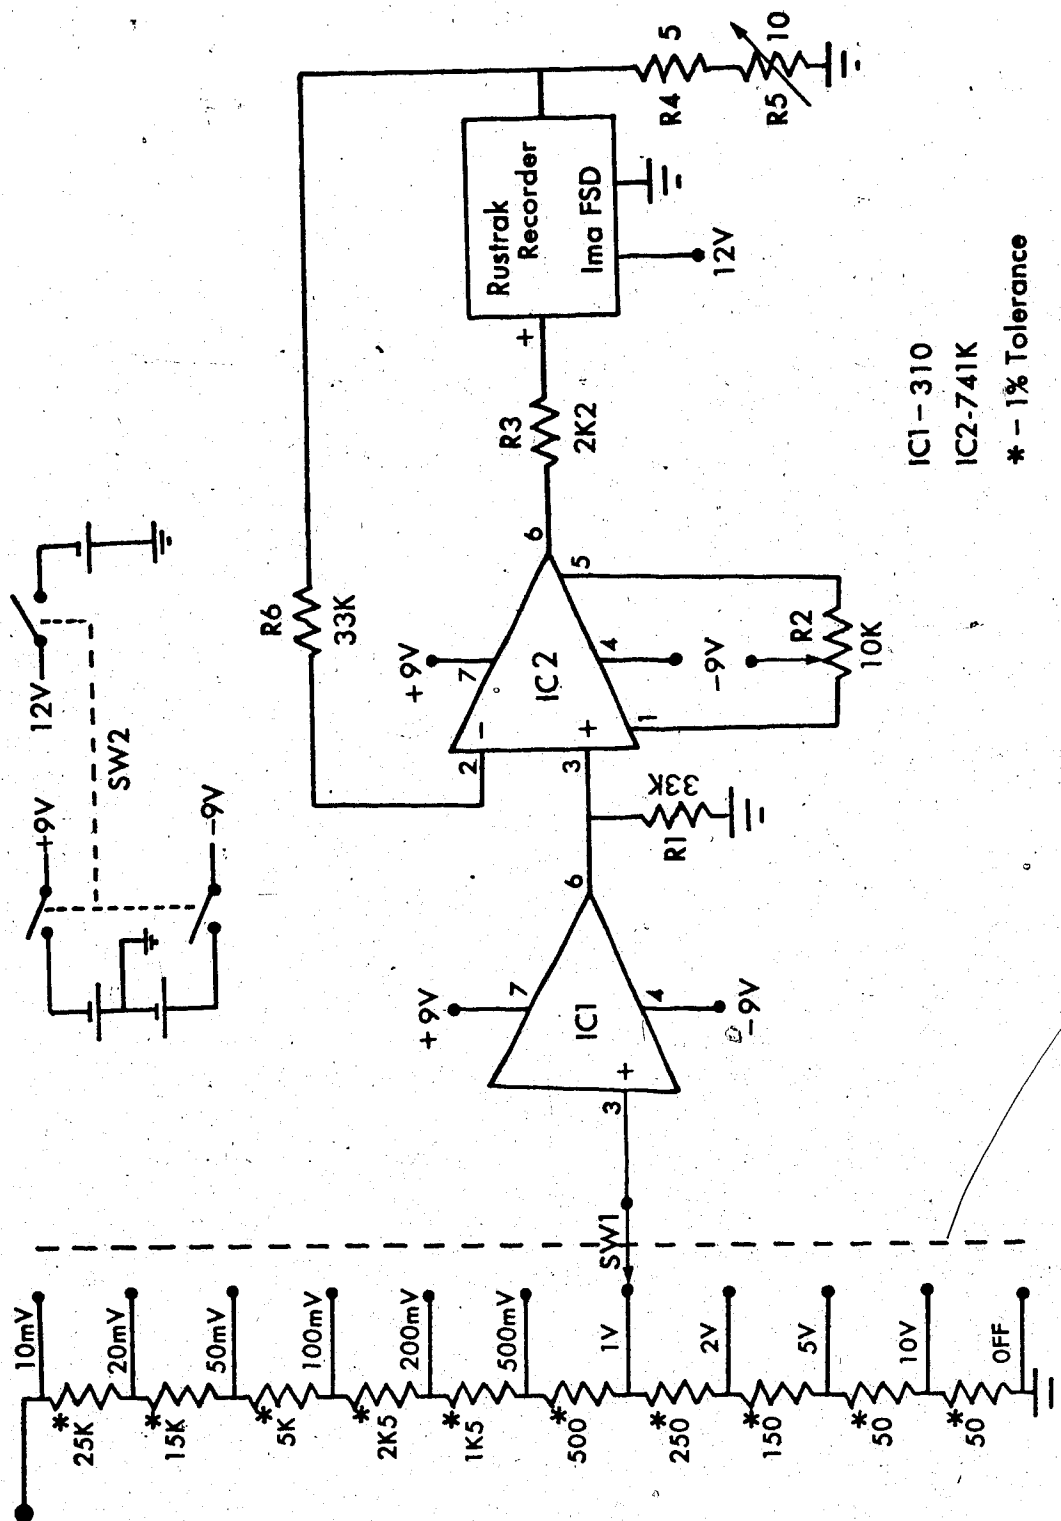 10mV
20mV
50mV
100mV
200mV
500mV
1V
2V
5V
10V
OFF
* 25K
* 15K
* 5K
* 2K5
* 1K5
* 500
* 250
* 150
* 50
* 50
SW1
3
+
IC1
7
+9V
4
-9V
6
R1
33K
2
-
3
+
IC2
7
+9V
4
-9V
1
5
6
R2
10K
R6
33K
R3
2K2
+
Rustrak
Recorder
Ima FSD
12V
R4
5
R5
10
+9V
-9V
SW2
12V
IC1-310
IC2-741K
* - 1% Tolerance